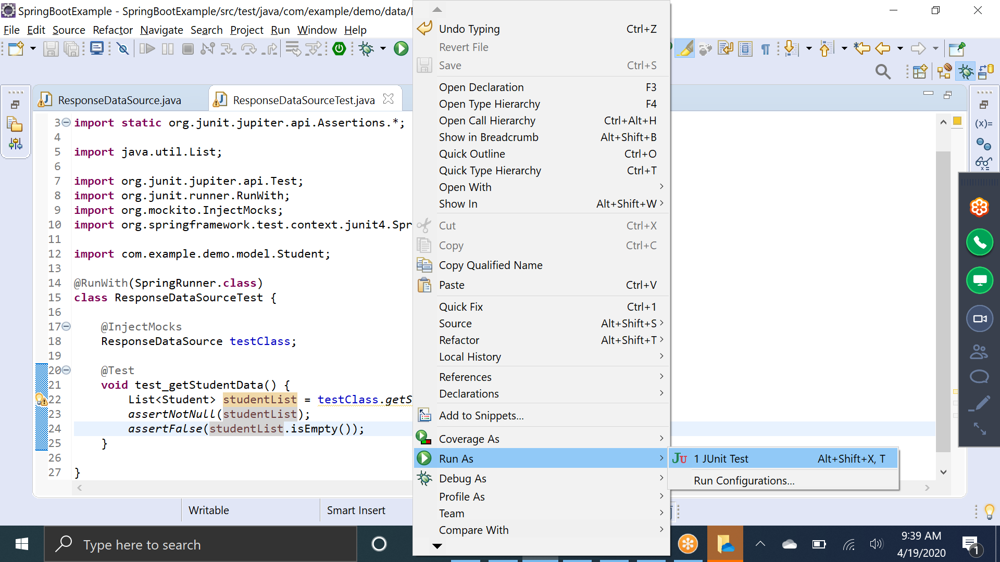 SpringBootExample - SpringBootExample/src/test/java/com/example/demo/data/
File Edit Source Refactor Navigate Search Project Run Window Help
ResponseDataSource.java
ResponseDataSourceTest.java
3 import static org.junit.jupiter.api.Assertions.*;
4
5 import java.util.List;
6
7 import org.junit.jupiter.api.Test;
8 import org.junit.runner.RunWith;
9 import org.mockito.InjectMocks;
10 import org.springframework.test.context.junit4.Spr
11
12 import com.example.demo.model.Student;
13
14 @RunWith(SpringRunner.class)
15 class ResponseDataSourceTest {
16
17 @InjectMocks
18 ResponseDataSource testClass;
19
20 @Test
21 void test_getStudentData() {
22 List<Student> studentList = testClass.getS
23 assertNotNull(studentList);
24 assertFalse(studentList.isEmpty());
25 }
26
27 }
Writable
Smart Insert
Undo Typing Ctrl+Z
Revert File
Save Ctrl+S
Open Declaration F3
Open Type Hierarchy F4
Open Call Hierarchy Ctrl+Alt+H
Show in Breadcrumb Alt+Shift+B
Quick Outline Ctrl+O
Quick Type Hierarchy Ctrl+T
Open With
Show In Alt+Shift+W
Cut Ctrl+X
Copy Ctrl+C
Copy Qualified Name
Paste Ctrl+V
Quick Fix Ctrl+1
Source Alt+Shift+S
Refactor Alt+Shift+T
Local History
References
Declarations
Add to Snippets...
Coverage As
Run As
Debug As
Profile As
Team
Compare With
JU 1 JUnit Test Alt+Shift+X, T
Run Configurations...
(x)=
Type here to search
9:39 AM
4/19/2020
1